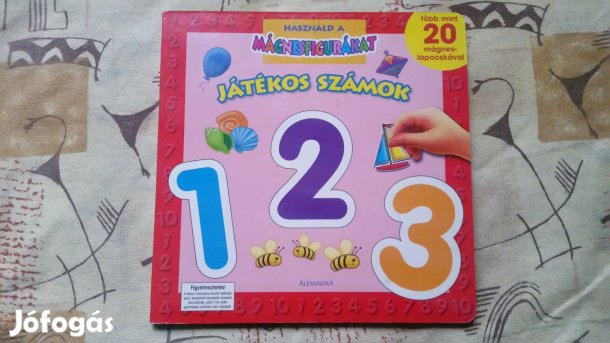 HASZNÁLD A
MÁGNESFIGURÁKAT
több mint
20
mágnes-
lapocskával
JÁTÉKOS SZÁMOK
1
2
3
ALEXANDRA
Figyelmeztetés!
Jófogás